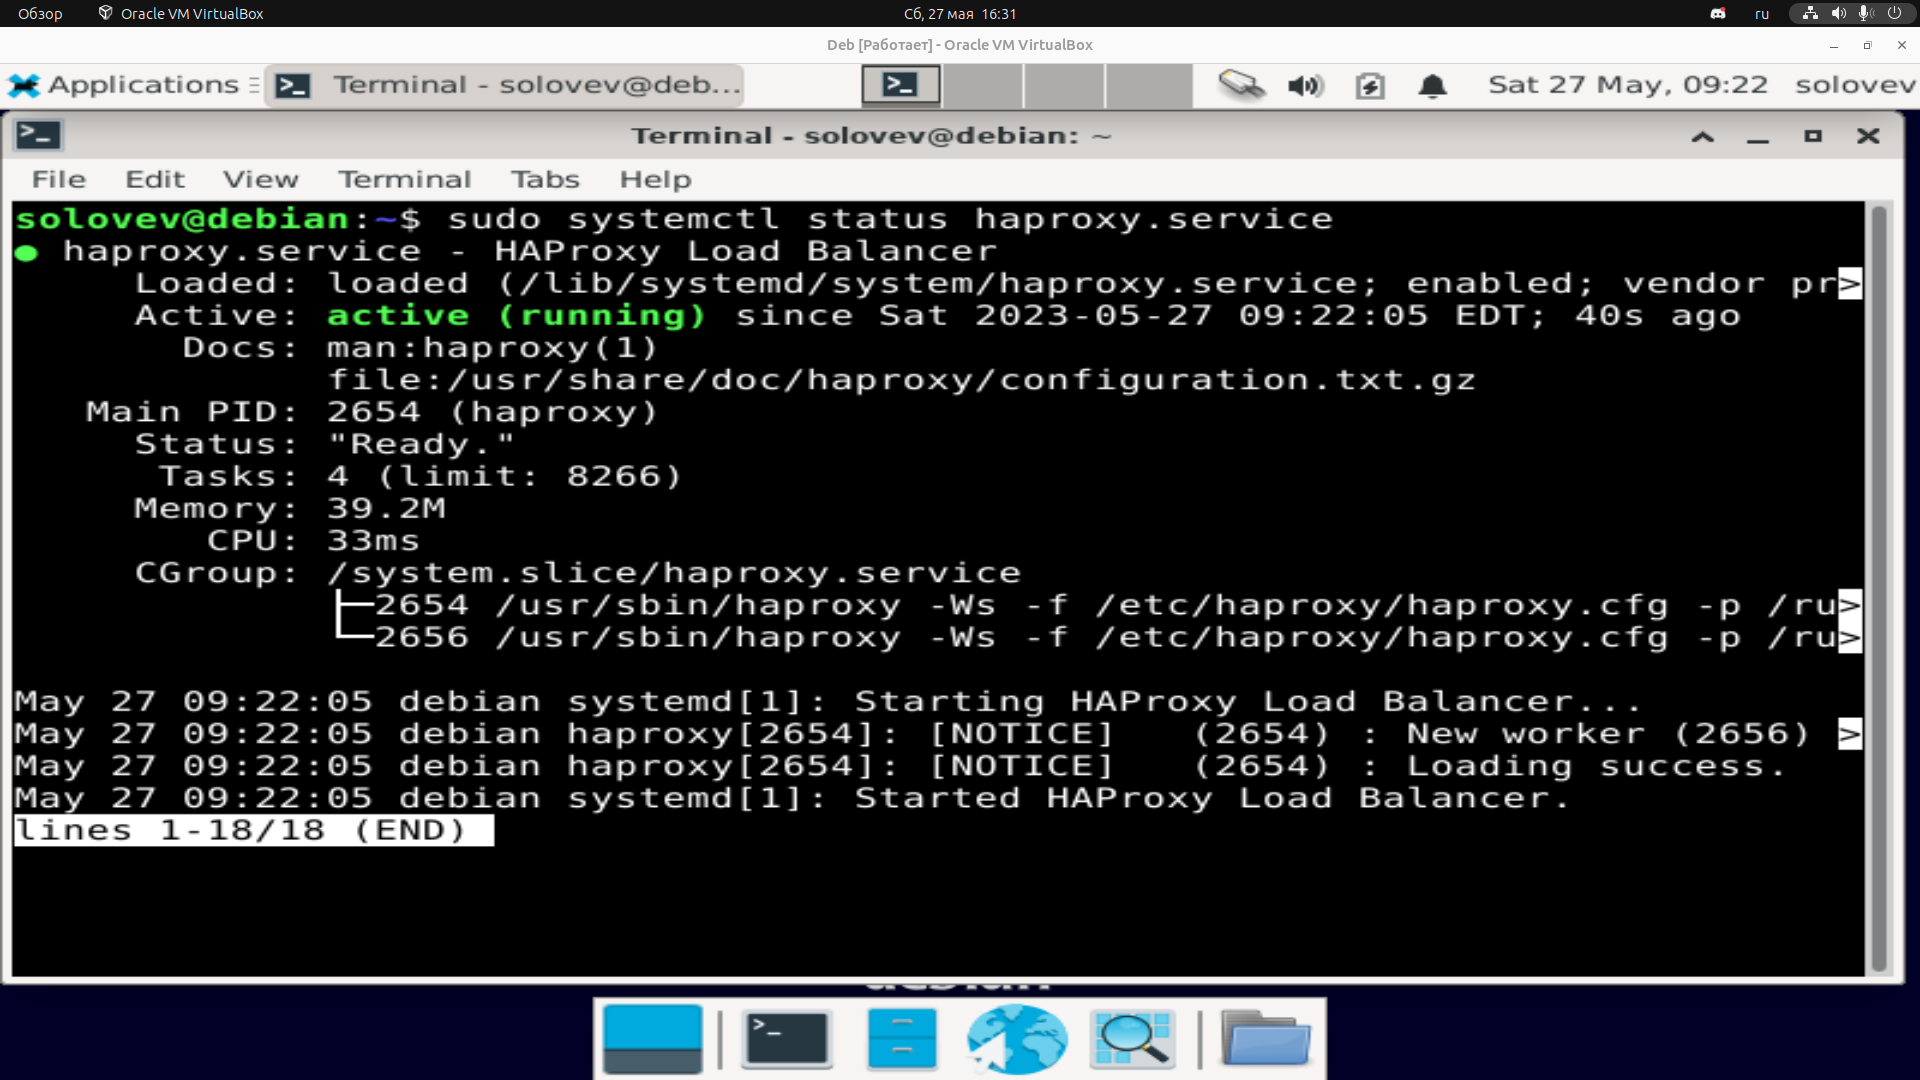 Обзор
Oracle VM VirtualBox
Сб, 27 мая 16:31
ru
Deb [Работает] - Oracle VM VirtualBox
Applications
Terminal - solovev@deb...
Sat 27 May, 09:22
solovev
Terminal - solovev@debian: ~
File Edit View Terminal Tabs Help
solovev@debian:~$ sudo systemctl status haproxy.service
● haproxy.service - HAProxy Load Balancer
Loaded: loaded (/lib/systemd/system/haproxy.service; enabled; vendor pr>
Active: active (running) since Sat 2023-05-27 09:22:05 EDT; 40s ago
Docs: man:haproxy(1)
file:/usr/share/doc/haproxy/configuration.txt.gz
Main PID: 2654 (haproxy)
Status: "Ready."
Tasks: 4 (limit: 8266)
Memory: 39.2M
CPU: 33ms
CGroup: /system.slice/haproxy.service
├─2654 /usr/sbin/haproxy -Ws -f /etc/haproxy/haproxy.cfg -p /ru>
└─2656 /usr/sbin/haproxy -Ws -f /etc/haproxy/haproxy.cfg -p /ru>
May 27 09:22:05 debian systemd[1]: Starting HAProxy Load Balancer...
May 27 09:22:05 debian haproxy[2654]: [NOTICE] (2654) : New worker (2656) >
May 27 09:22:05 debian haproxy[2654]: [NOTICE] (2654) : Loading success.
May 27 09:22:05 debian systemd[1]: Started HAProxy Load Balancer.
lines 1-18/18 (END)